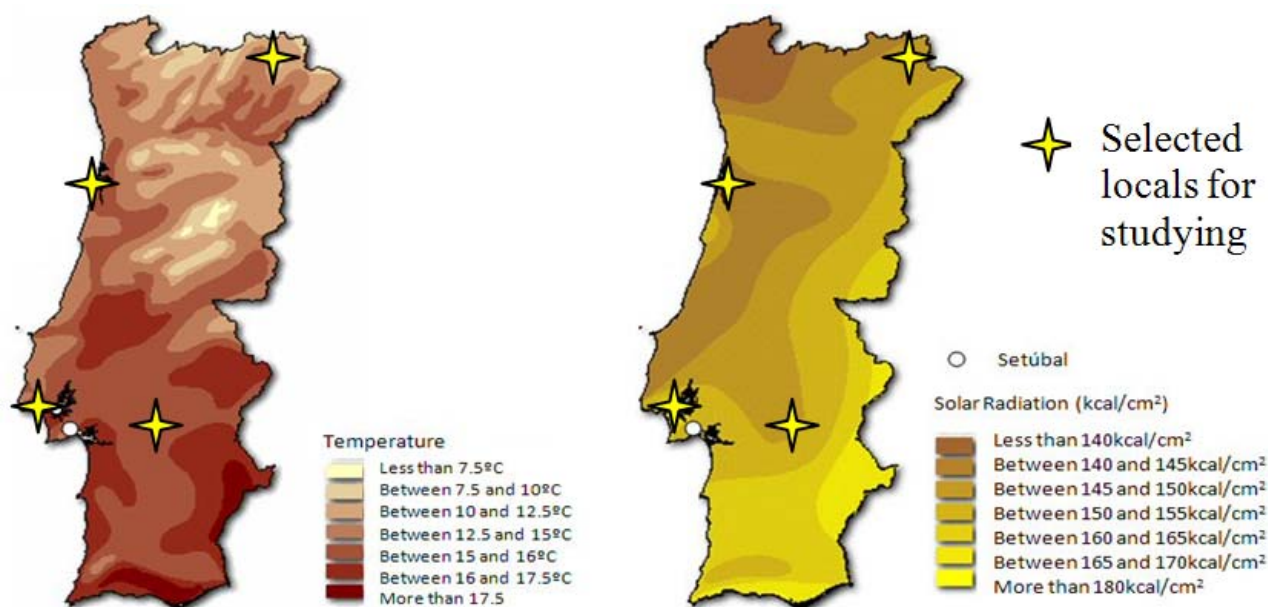 Selected
locals for
studying
Temperature
Less than 7.5ºC
Between 7.5 and 10ºC
Between 10 and 12.5ºC
Between 12.5 and 15ºC
Between 15 and 16ºC
Between 16 and 17.5ºC
More than 17.5
Setúbal
Solar Radiation (kcal/cm²)
Less than 140kcal/cm²
Between 140 and 145kcal/cm²
Between 145 and 150kcal/cm²
Between 150 and 155kcal/cm²
Between 160 and 165kcal/cm²
Between 165 and 170kcal/cm²
More than 180kcal/cm²